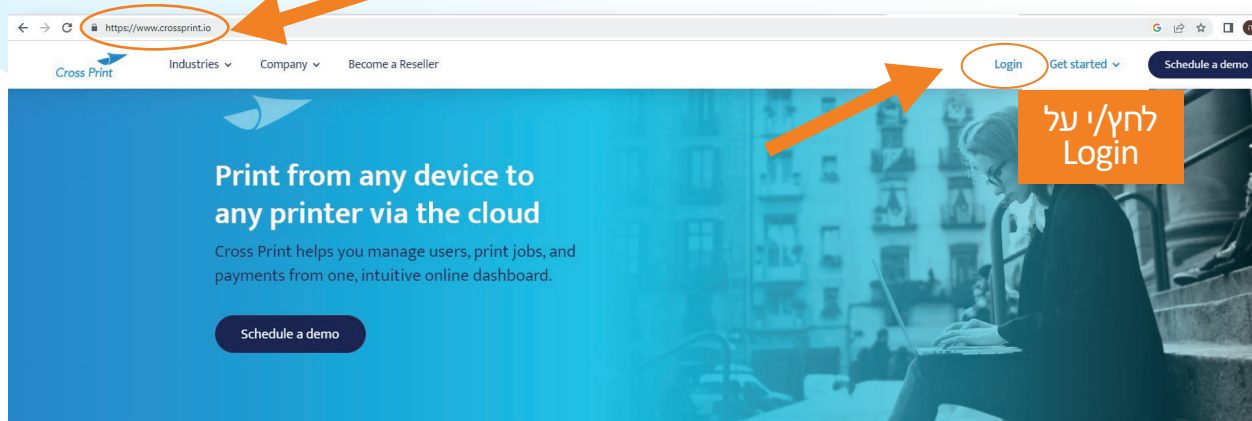 https://www.crossprint.io
Cross Print
Industries
Company
Become a Reseller
Login
Get started
Schedule a demo
לחץ/י על
Login
Print from any device to
any printer via the cloud
Cross Print helps you manage users, print jobs, and
payments from one, intuitive online dashboard.
Schedule a demo